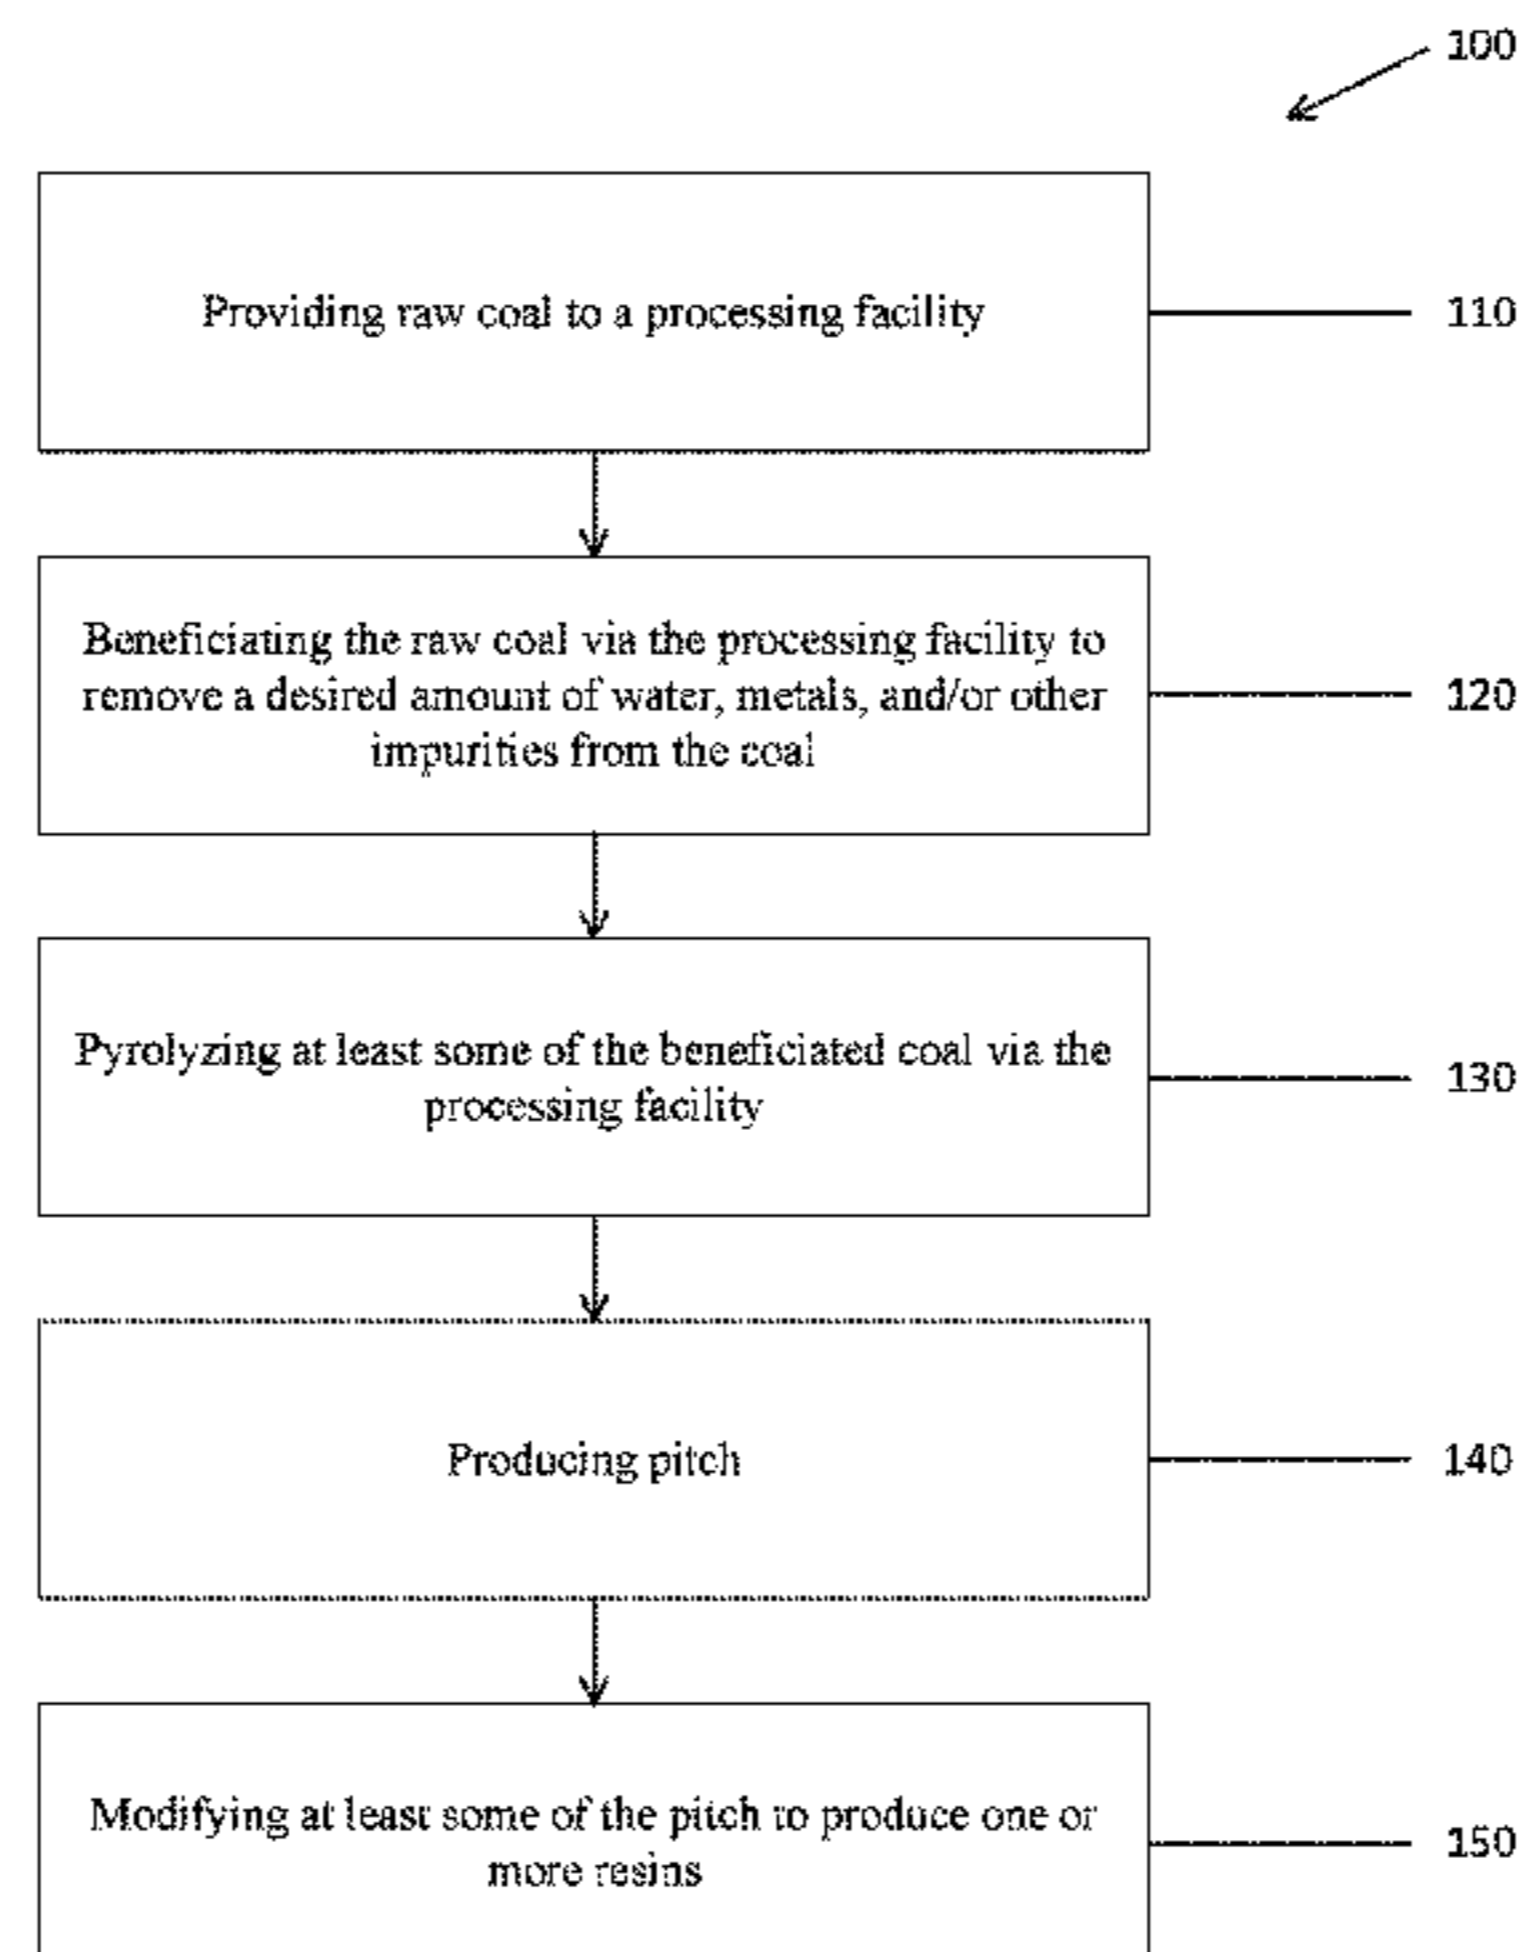 100
Providing raw coal to a processing facility
110
Beneficiating the raw coal via the processing facility to
remove a desired amount of water, metals, and/or other
impurities from the coal
120
Pyrolyzing at least some of the beneficiated coal via the
processing facility
130
Producing pitch
140
Modifying at least some of the pitch to produce one or
more resins
150